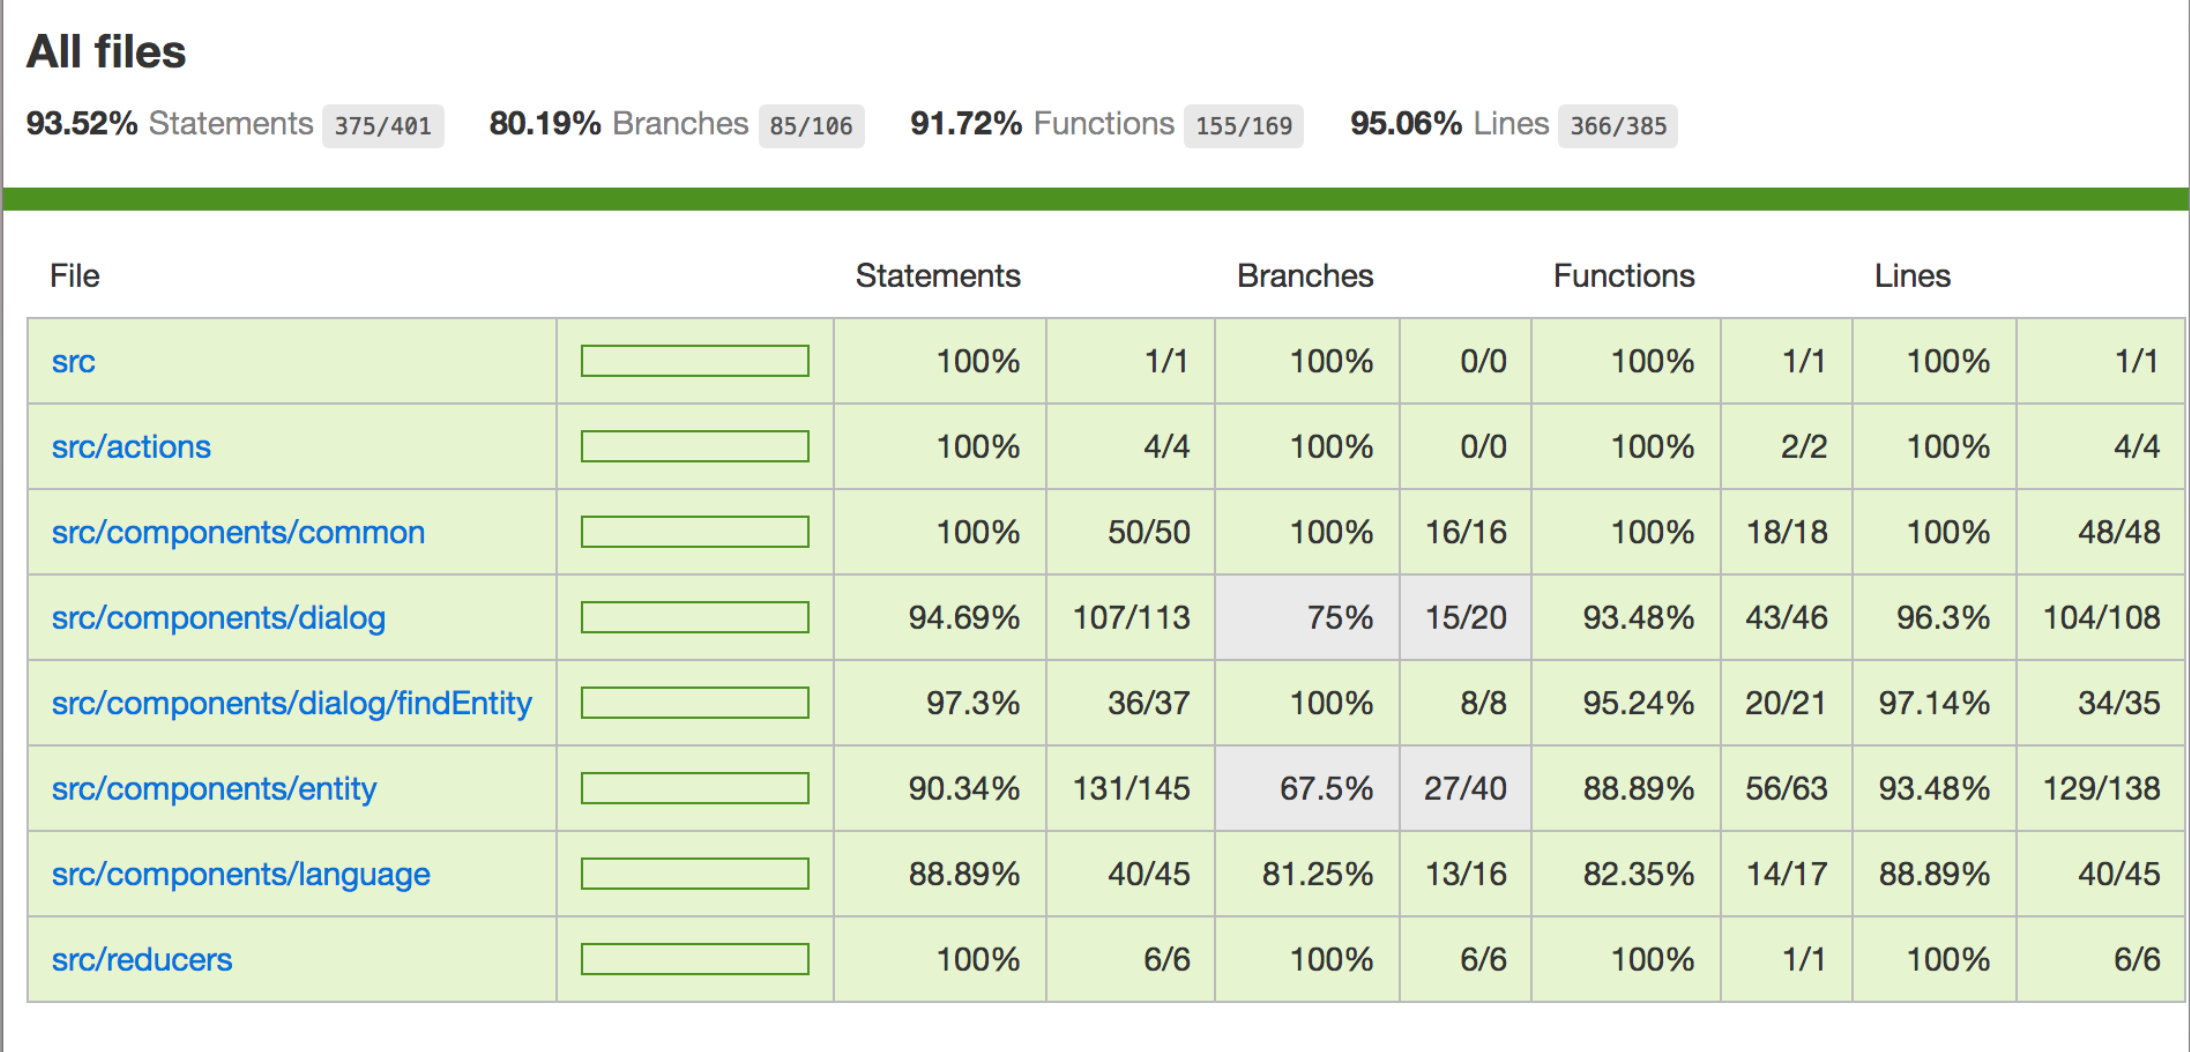 All files
93.52% Statements 375/401 80.19% Branches 85/106 91.72% Functions 155/169 95.06% Lines 366/385
File Statements Branches Functions Lines
src 100% 1/1 100% 0/0 100% 1/1 100% 1/1
src/actions 100% 4/4 100% 0/0 100% 2/2 100% 4/4
src/components/common 100% 50/50 100% 16/16 100% 18/18 100% 48/48
src/components/dialog 94.69% 107/113 75% 15/20 93.48% 43/46 96.3% 104/108
src/components/dialog/findEntity 97.3% 36/37 100% 8/8 95.24% 20/21 97.14% 34/35
src/components/entity 90.34% 131/145 67.5% 27/40 88.89% 56/63 93.48% 129/138
src/components/language 88.89% 40/45 81.25% 13/16 82.35% 14/17 88.89% 40/45
src/reducers 100% 6/6 100% 6/6 100% 1/1 100% 6/6